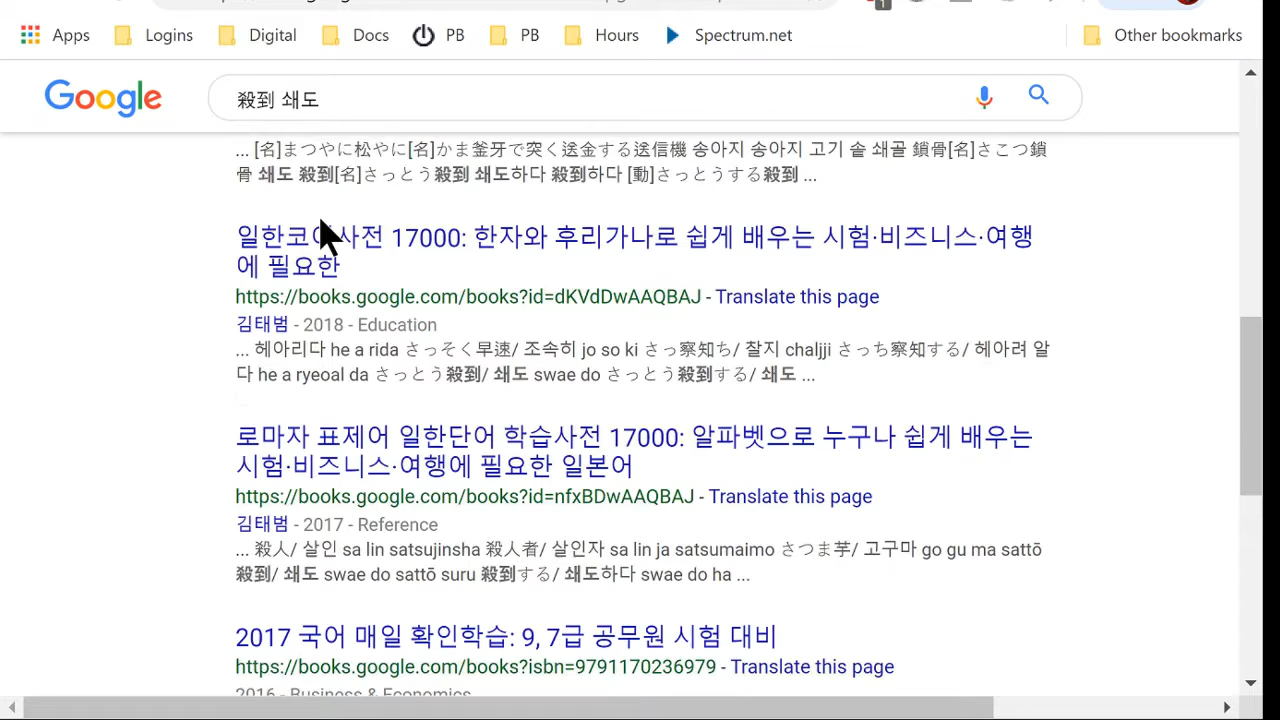 1
Apps Logins Digital Docs PB PB Hours Spectrum.net Other bookmarks
Google 殺到 쇄도
... [名]まつやに松やに[名]かま釜牙で突く送金する送信機 송아지 송아지 고기 솥 쇄골 鎖骨[名]さこつ鎖
骨 쇄도 殺到[名]さっとう殺到 쇄도하다 殺到하다 [動]さっとうする殺到 ...
사전 17000: 한자와 후리가나로 쉽게 배우는 시험·비즈니스·여행
에 필요한
https://books.google.com/books?id=dKVdDwAAQBAJ - Translate this page
김태범 - 2018 - Education
... 헤아리다 he a rida さっそく早速/ 조속히 jo so ki さっ察知ち/ 찰지 chaljji さっち察知する/ 헤아려 알
다 he a ryeoal da さっとう殺到/ 쇄도 swae do さっとう殺到する/ 쇄도 ...
로마자 표제어 일한단어 학습사전 17000: 알파벳으로 누구나 쉽게 배우는
시험·비즈니스·여행에 필요한 일본어
https://books.google.com/books?id=nfxBDwAAQBAJ - Translate this page
김태범 - 2017 - Reference
... 殺人/ 살인 sa lin satsujinsha 殺人者/ 살인자 sa lin ja satsumaimo さつま芋/ 고구마 go gu ma sattō
殺到/ 쇄도 swae do sattō suru 殺到する/ 쇄도하다 swae do ha ...
2017 국어 매일 확인학습: 9, 7급 공무원 시험 대비
https://books.google.com/books?isbn=9791170236979 - Translate this page
2016 - Business & Economics